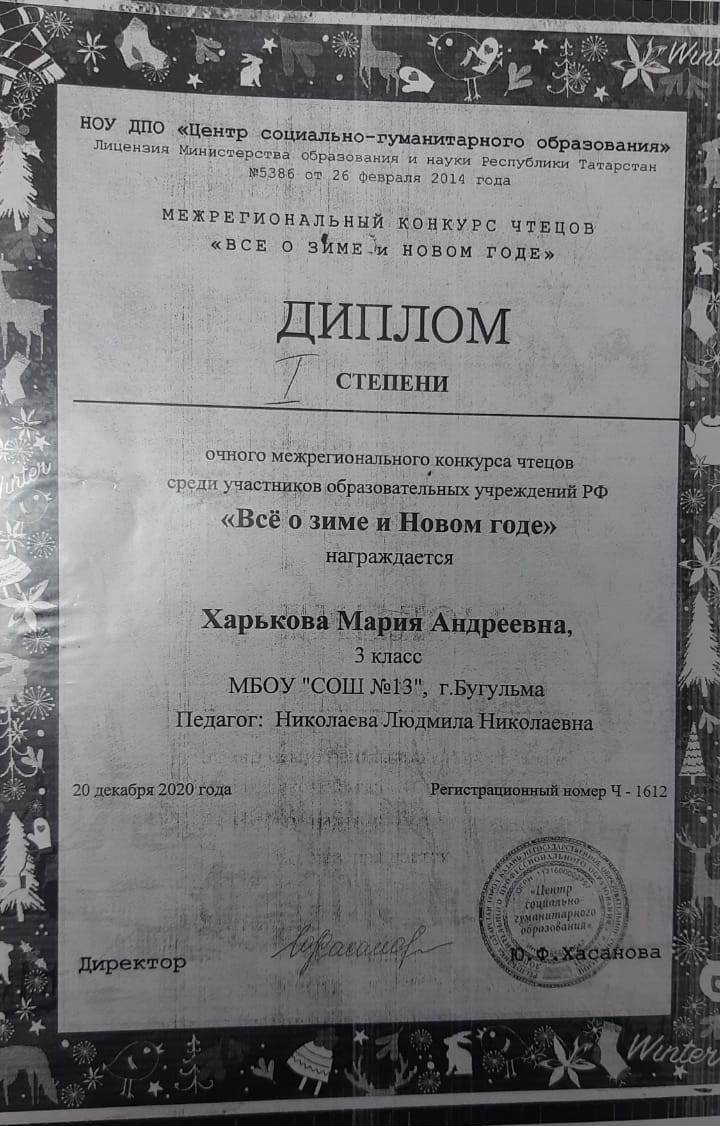 НОУ ДПО «Центр социально-гуманитарного образования»
Лицензия Министерства образования и науки Республики Татарстан
№5386 от 26 февраля 2014 года
МЕЖРЕГИОНАЛЬНЫЙ КОНКУРС ЧТЕЦОВ
«ВСЕ О ЗИМЕ и НОВОМ ГОДЕ»
ДИПЛОМ
I СТЕПЕНИ
очного межрегионального конкурса чтецов
среди участников образовательных учреждений РФ
«Всё о зиме и Новом годе»
награждается
Харькова Мария Андреевна,
3 класс
МБОУ "СОШ №13", г.Бугульма
Педагог: Николаева Людмила Николаевна
20 декабря 2020 года Регистрационный номер Ч - 1612
«Центр
социально-
гуманитарного
образования»
Директор Ю.Ф.Хасанова
Winter
Winter